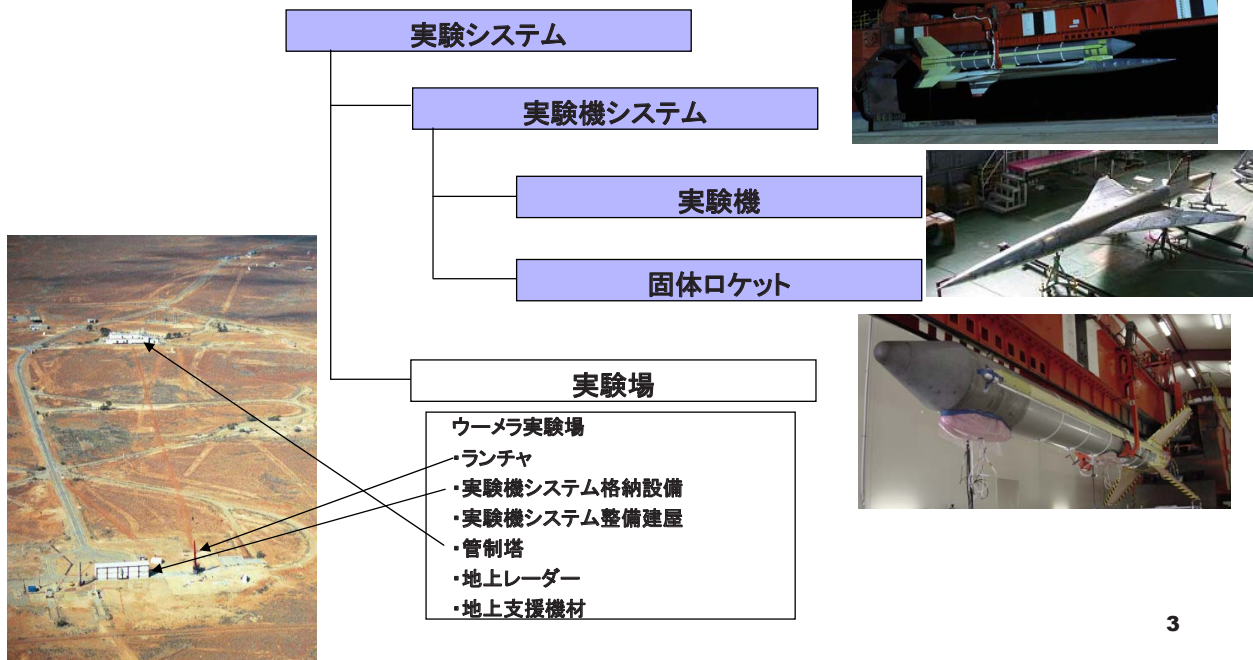 実験システム
実験機システム
実験機
固体ロケット
実験場
ウーメラ実験場
・ランチャ
・実験機システム格納設備
・実験機システム整備建屋
・管制塔
・地上レーダー
・地上支援機材
3